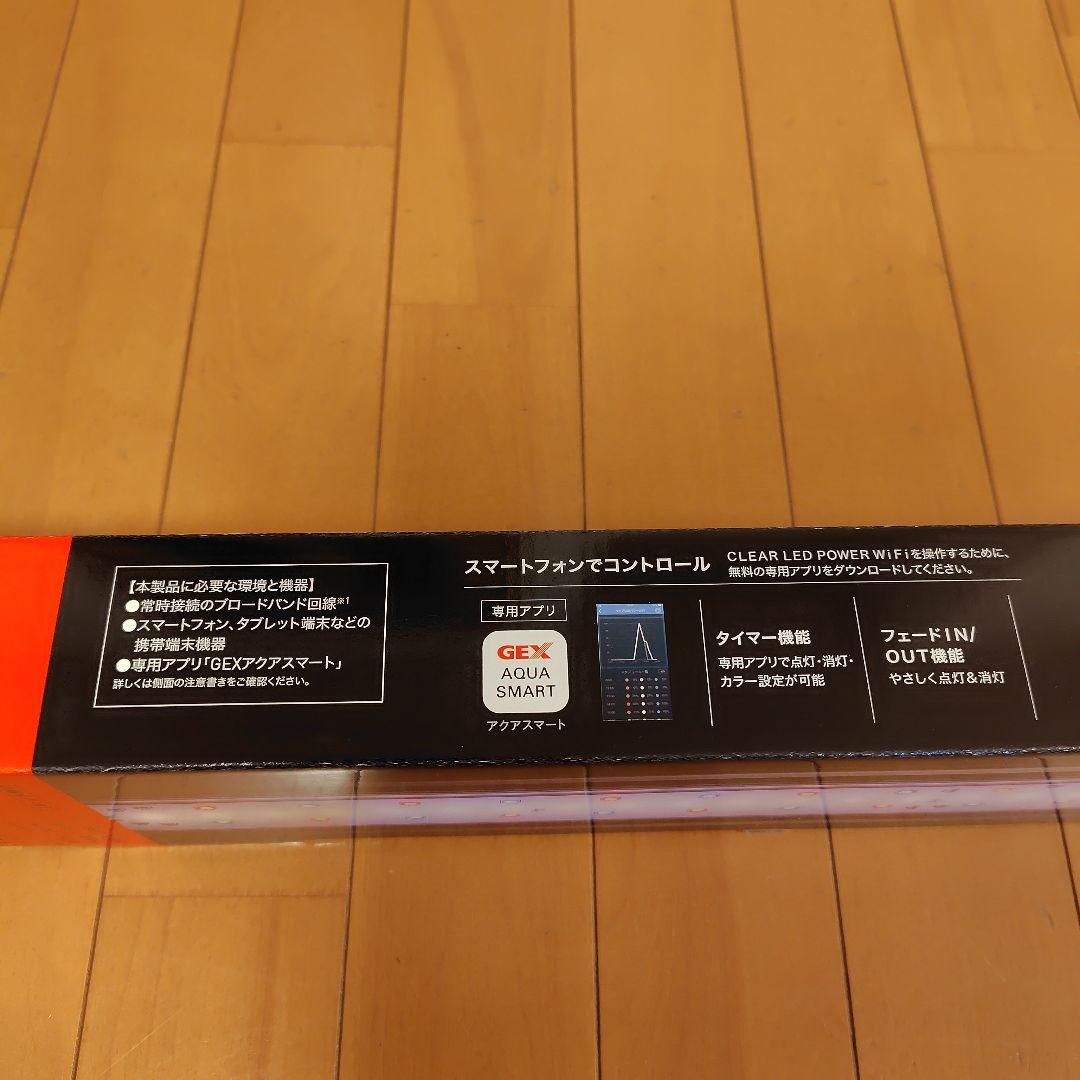 【本製品に必要な環境と機器】
●常時接続のブロードバンド回線※1
●スマートフォン、タブレット端末などの
携帯端末機器
●専用アプリ「GEXアクアスマート」
詳しくは側面の注意書きをご確認ください。
スマートフォンでコントロール
CLEAR LED POWER WiFiを操作するために、
無料の専用アプリをダウンロードしてください。
専用アプリ
GEX
AQUA
SMART
アクアスマート
タイマー機能
専用アプリで点灯・消灯・
カラー設定が可能
フェードIN/
OUT機能
やさしく点灯&消灯